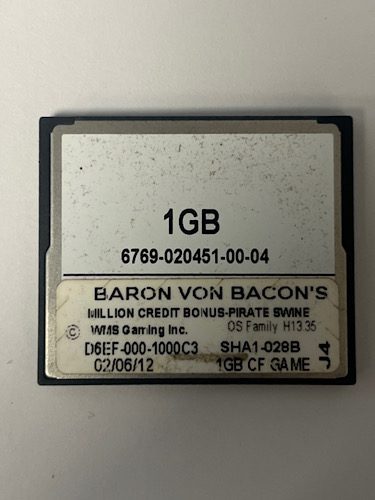 1GB
6769-020451-00-04
BARON VON BACON'S
MILLION CREDIT BONUS-PIRATE SWINE
© WMS Gaming Inc. OS Family H13.35
D6EF-000-1000C3 SHA1-028B
02/06/12 1GB CF GAME
J4